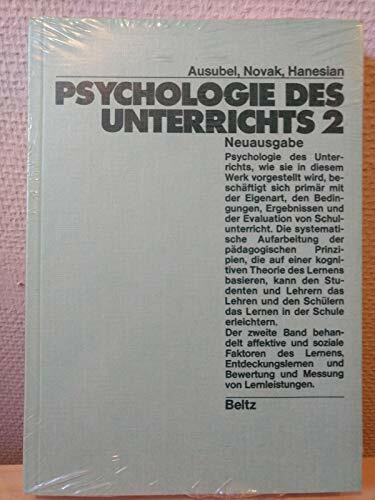 Ausubel, Novak, Hanesian
PSYCHOLOGIE DES
UNTERRICHTS 2
Neuausgabe
Psychologie des Unter-
richts, wie sie in diesem
Werk vorgestellt wird, be-
schäftigt sich primär mit
der Eigenart, den Bedin-
gungen, Ergebnissen und
der Evaluation von Schul-
unterricht. Die systemati-
sche Aufarbeitung der
pädagogischen Prinzi-
pien, die auf einer kogni-
tiven Theorie des Lernens
basieren, kann den Stu-
denten und Lehrern das
Lehren und den Schülern
das Lernen in der Schule
erleichtern.
Der zweite Band behan-
delt affektive und soziale
Faktoren des Lernens,
Entdeckungslernen und
Bewertung und Messung
von Lernleistungen.
Beltz